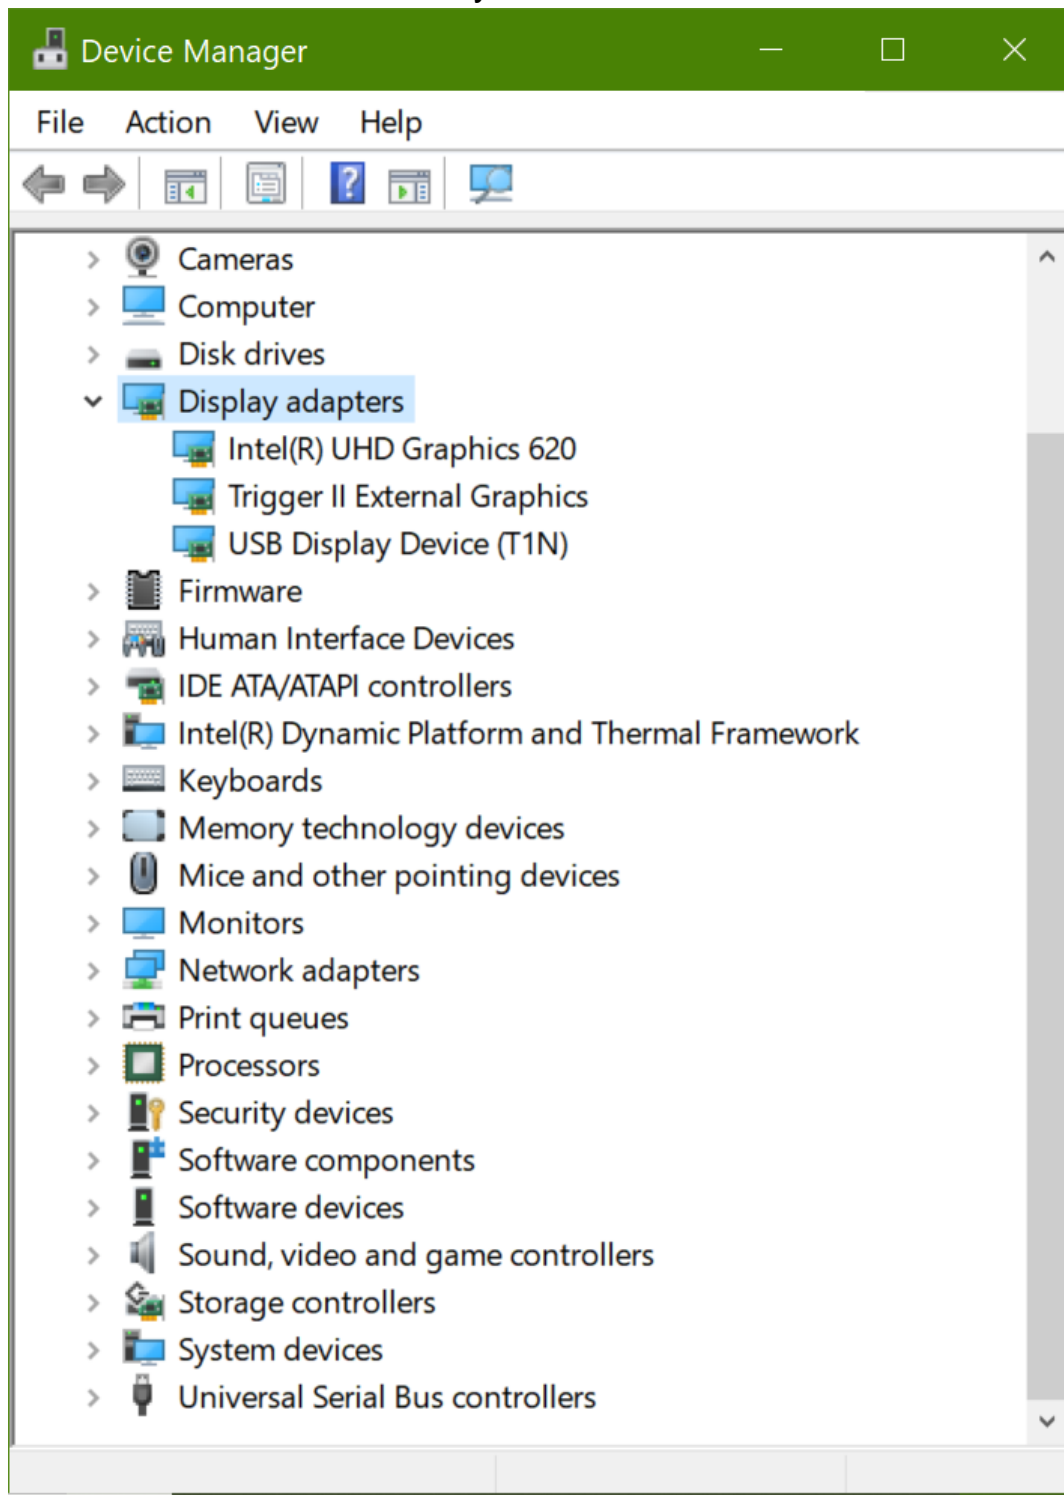 Device Manager
File Action View Help
Cameras
Computer
Disk drives
Display adapters
Intel(R) UHD Graphics 620
Trigger II External Graphics
USB Display Device (T1N)
Firmware
Human Interface Devices
IDE ATA/ATAPI controllers
Intel(R) Dynamic Platform and Thermal Framework
Keyboards
Memory technology devices
Mice and other pointing devices
Monitors
Network adapters
Print queues
Processors
Security devices
Software components
Software devices
Sound, video and game controllers
Storage controllers
System devices
Universal Serial Bus controllers